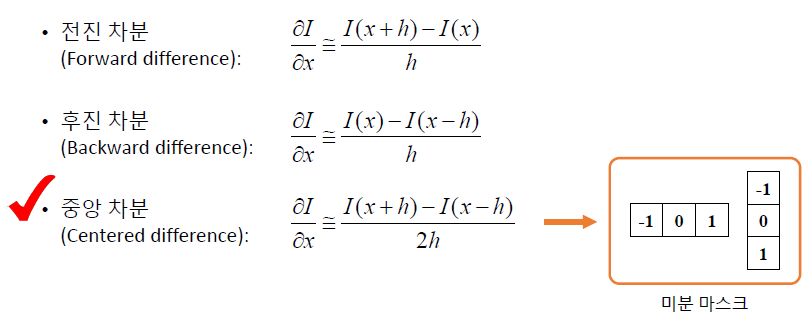 • 전진 차분
(Forward difference):
∂I/∂x ≅ (I(x+h)−I(x))/h
• 후진 차분
(Backward difference):
∂I/∂x ≅ (I(x)−I(x−h))/h
• 중앙 차분
(Centered difference):
∂I/∂x ≅ (I(x+h)−I(x−h))/2h
-1 0 1
-1
0
1
미분 마스크